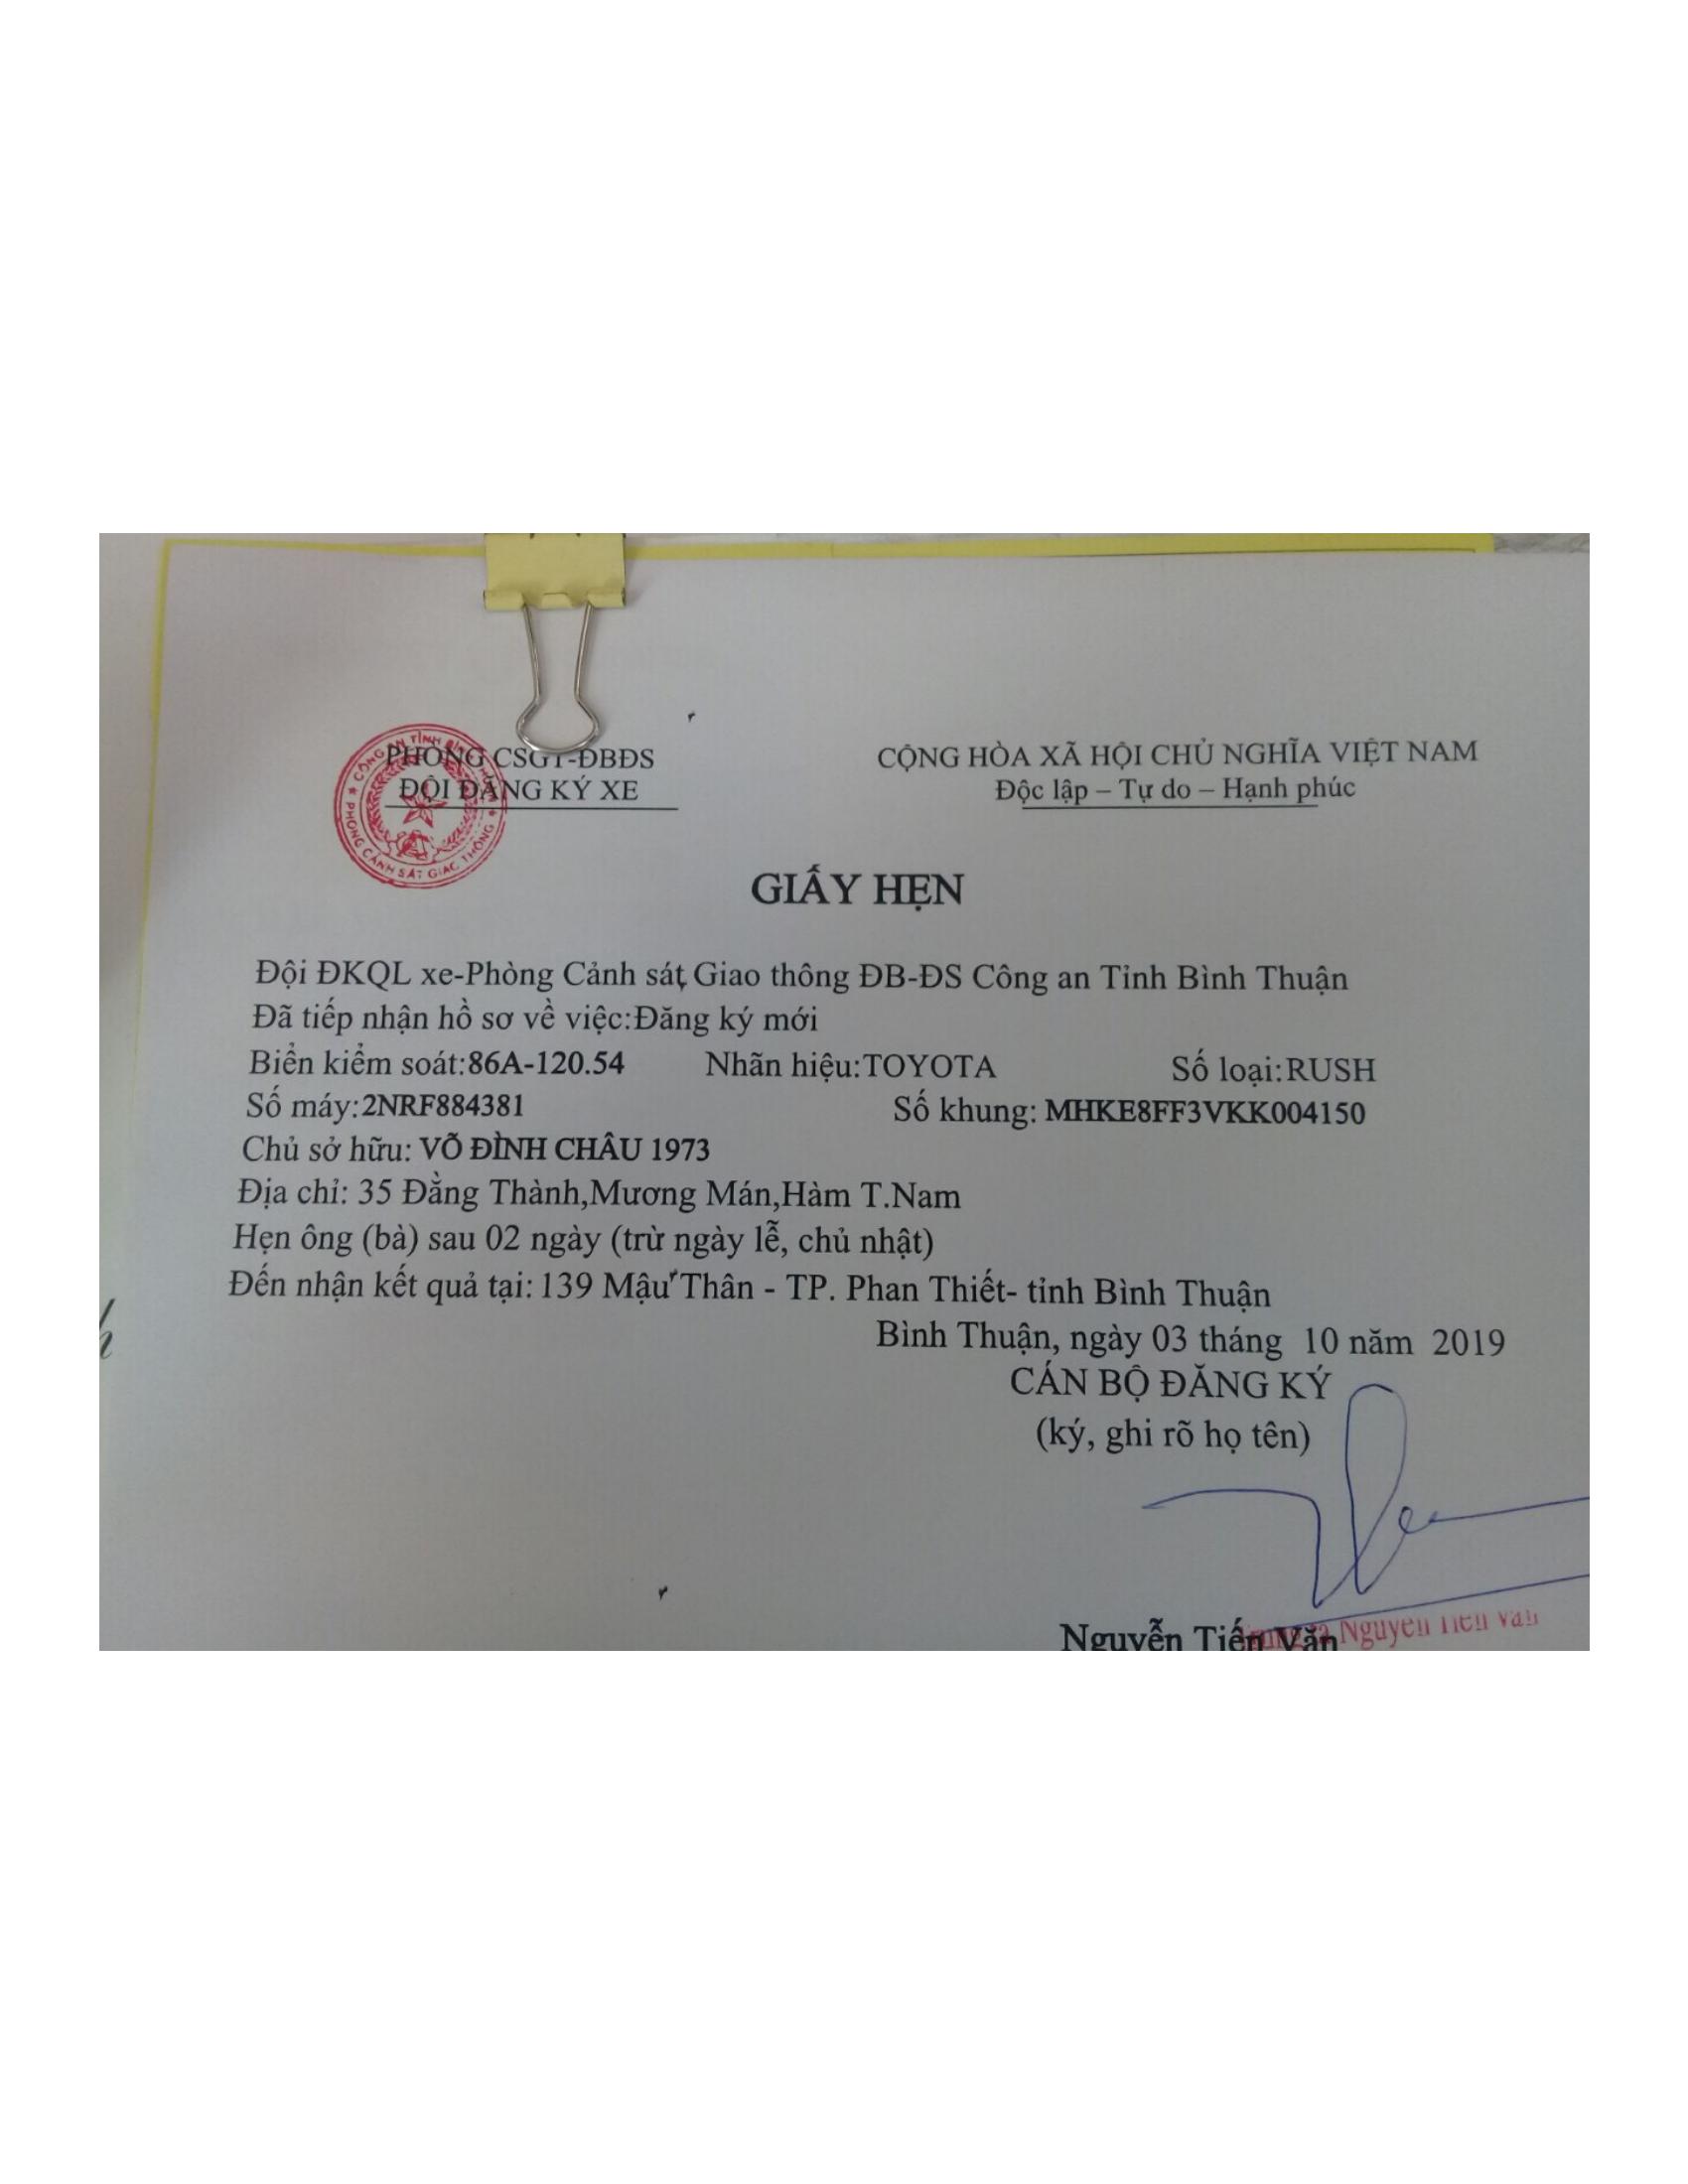 PHÒNG CSGT-ĐBĐS
ĐỘI ĐĂNG KÝ XE
CÔNG AN TỈNH BÌNH THUẬN
PHÒNG CẢNH SÁT GIAO THÔNG
CỘNG HÒA XÃ HỘI CHỦ NGHĨA VIỆT NAM
Độc lập – Tự do – Hạnh phúc
GIẤY HẸN
Đội ĐKQL xe-Phòng Cảnh sát Giao thông ĐB-ĐS Công an Tỉnh Bình Thuận
Đã tiếp nhận hồ sơ về việc:Đăng ký mới
Biển kiểm soát:86A-120.54 Nhãn hiệu:TOYOTA Số loại:RUSH
Số máy:2NRF884381 Số khung: MHKE8FF3VKK004150
Chủ sở hữu: VÕ ĐÌNH CHÂU 1973
Địa chỉ: 35 Đằng Thành,Mương Mán,Hàm T.Nam
Hẹn ông (bà) sau 02 ngày (trừ ngày lễ, chủ nhật)
Đến nhận kết quả tại: 139 Mậu Thân - TP. Phan Thiết- tỉnh Bình Thuận
Bình Thuận, ngày 03 tháng 10 năm 2019
CÁN BỘ ĐĂNG KÝ
(ký, ghi rõ họ tên)
Nguyễn Tiến Văn
Nguyễn Tiến Văn